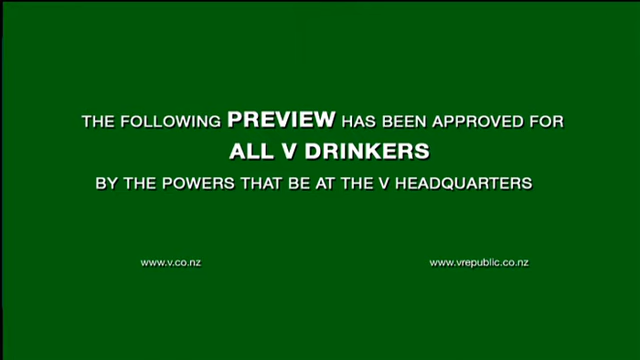 THE FOLLOWING PREVIEW HAS BEEN APPROVED FOR
ALL V DRINKERS
BY THE POWERS THAT BE AT THE V HEADQUARTERS
www.v.co.nz www.vrepublic.co.nz